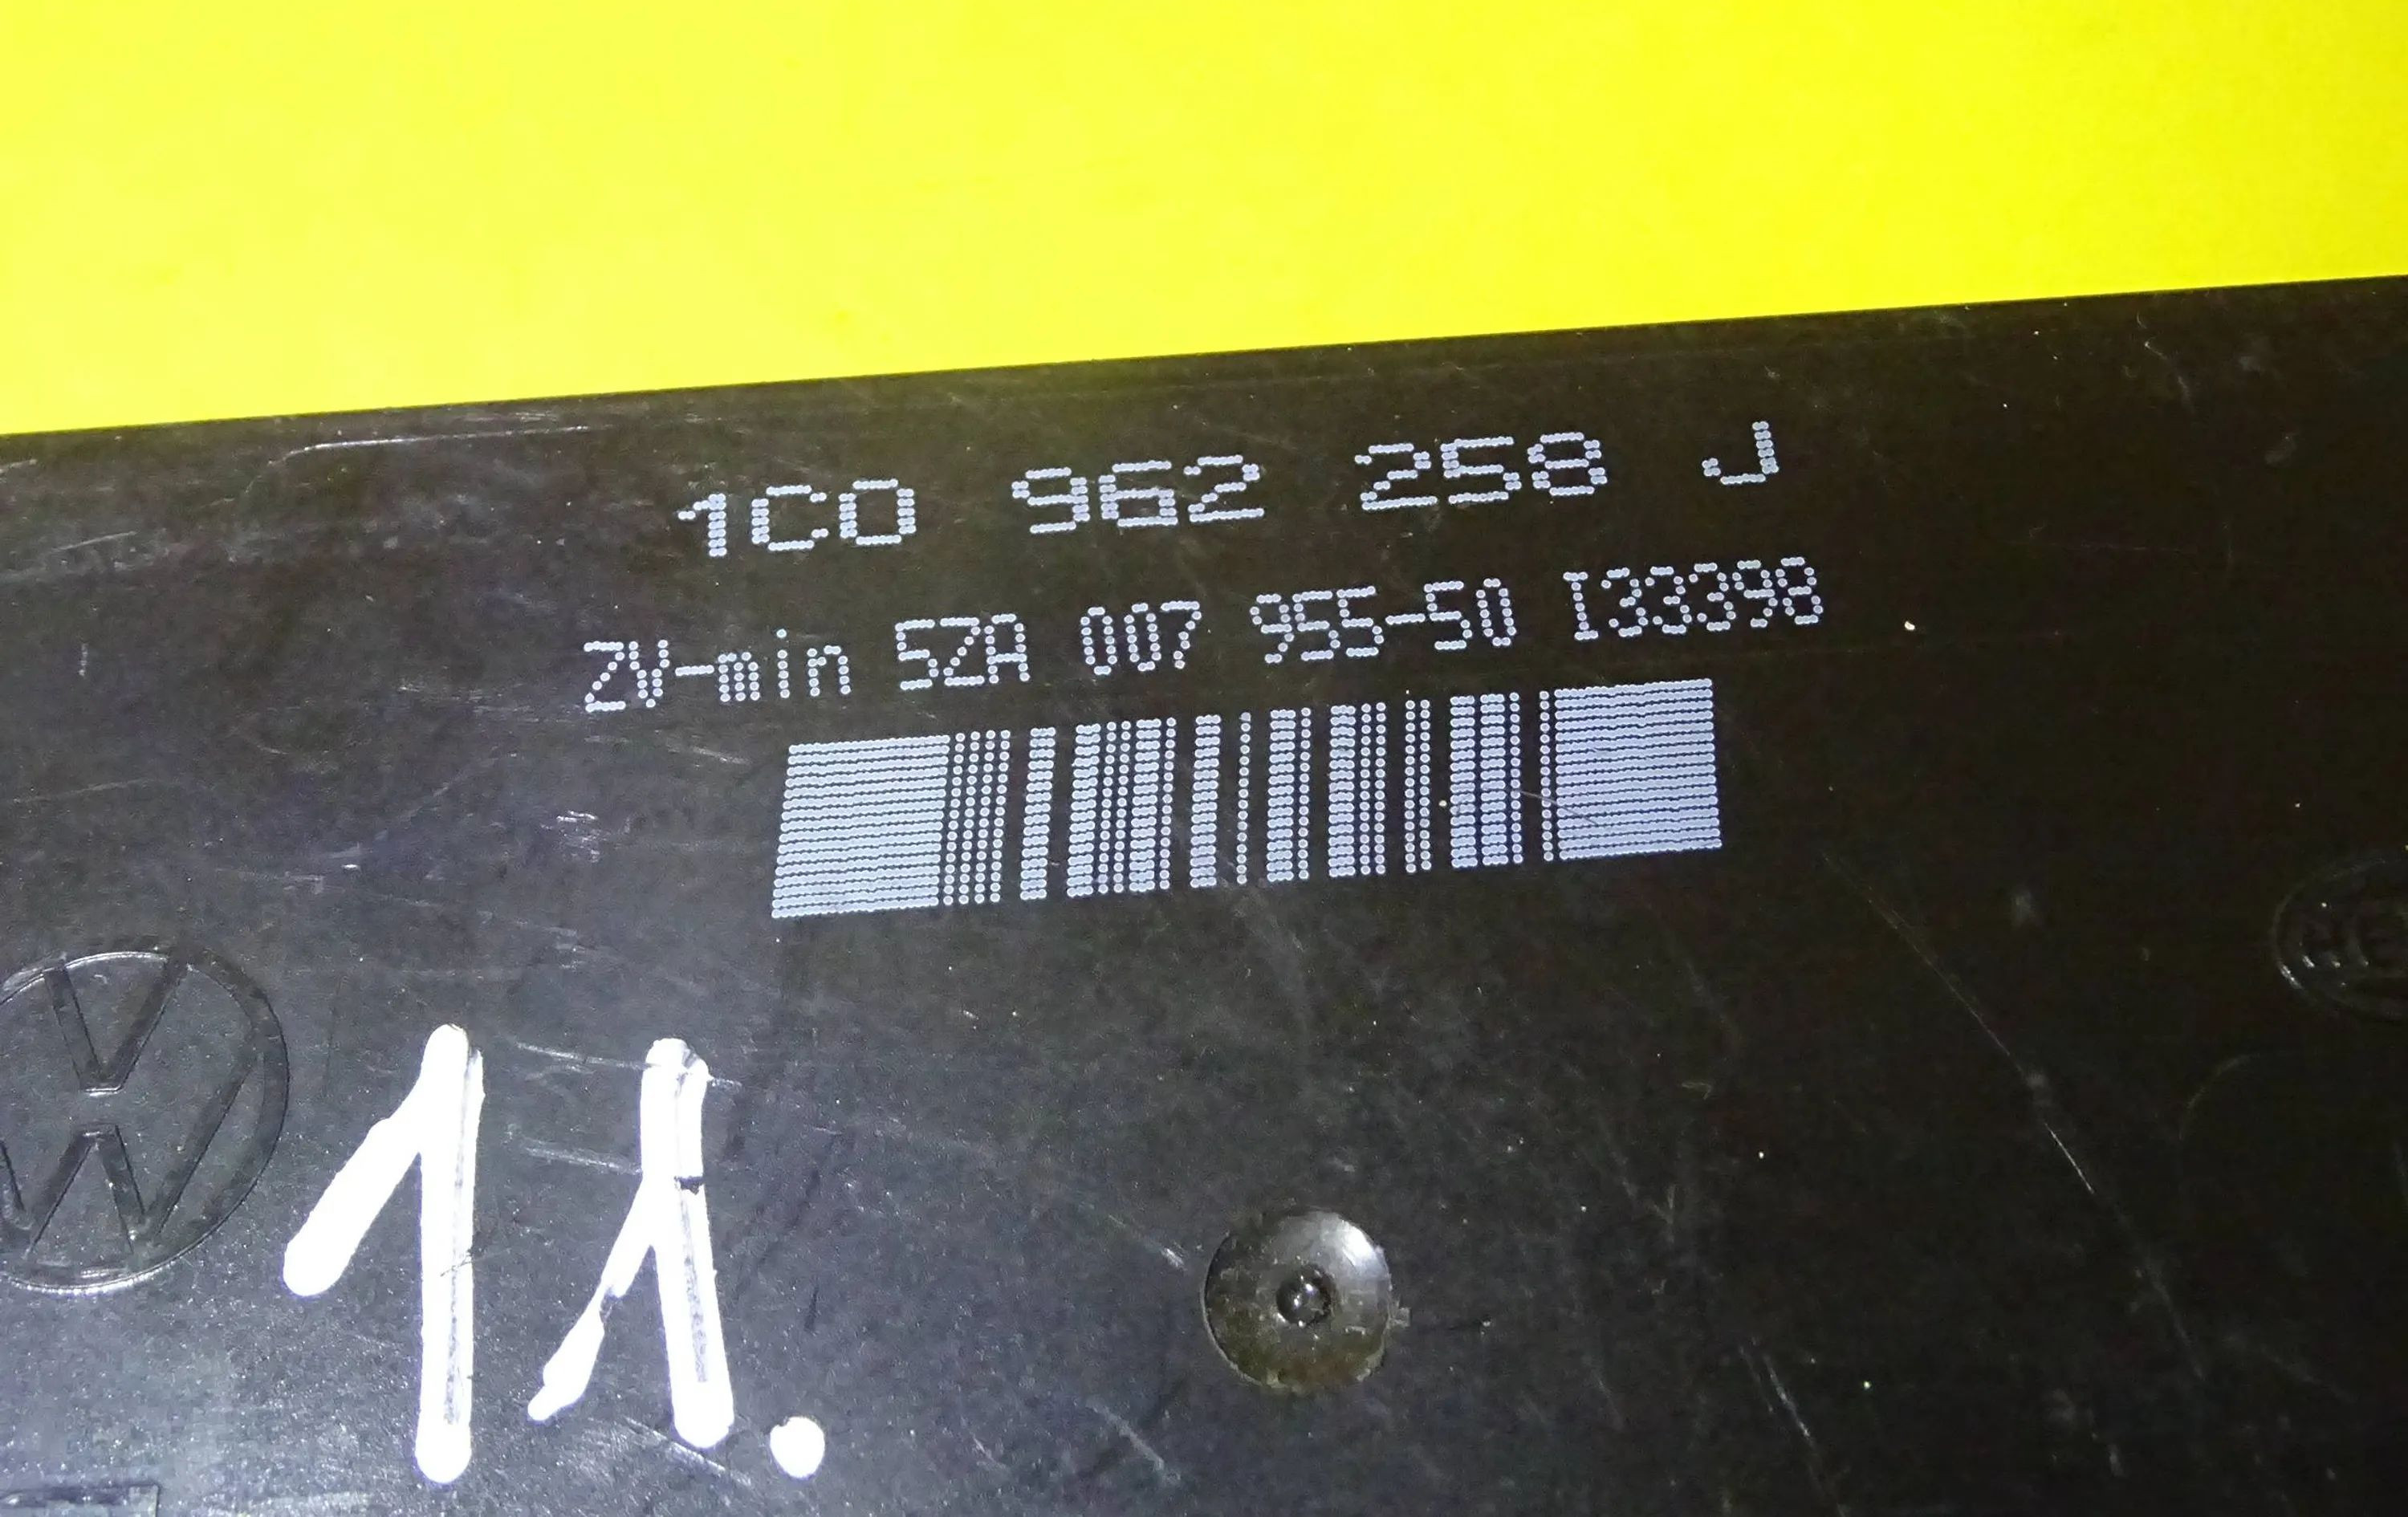 1C0 962 258 J
ZV-min 5ZA 007 955-50 I33398
11.